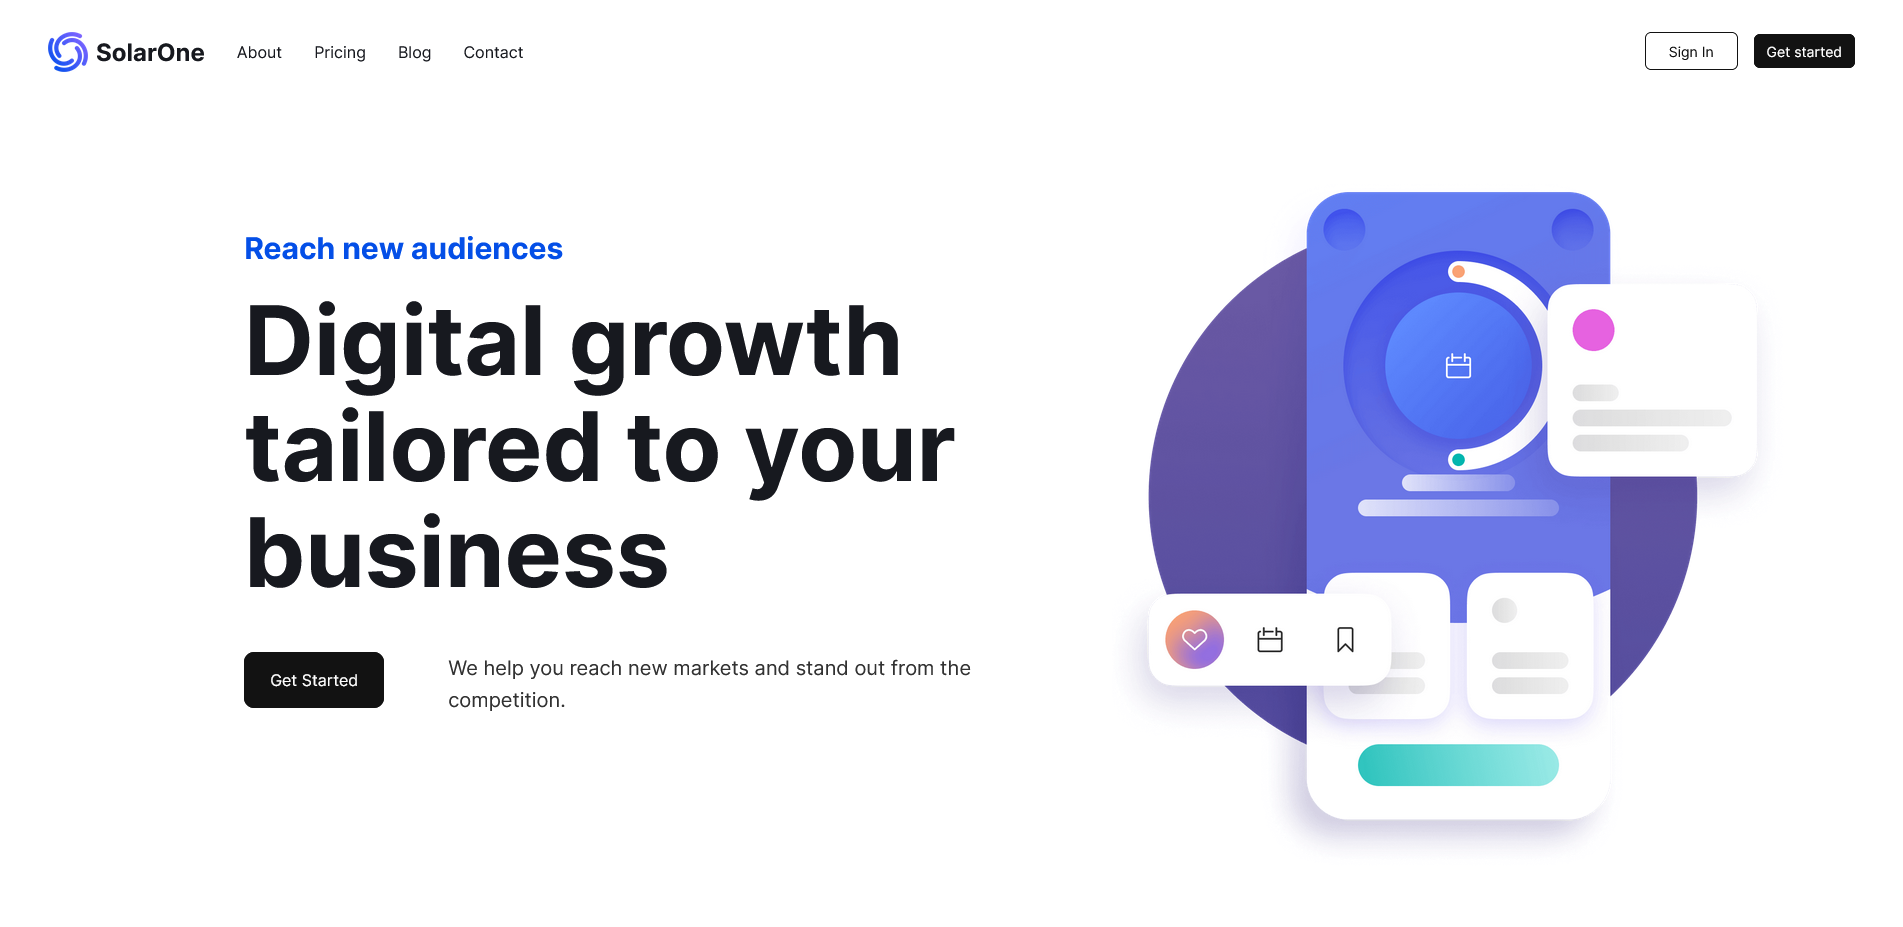 SolarOne About Pricing Blog Contact Sign In Get started
Reach new audiences
Digital growth
tailored to your
business
Get Started
We help you reach new markets and stand out from the
competition.